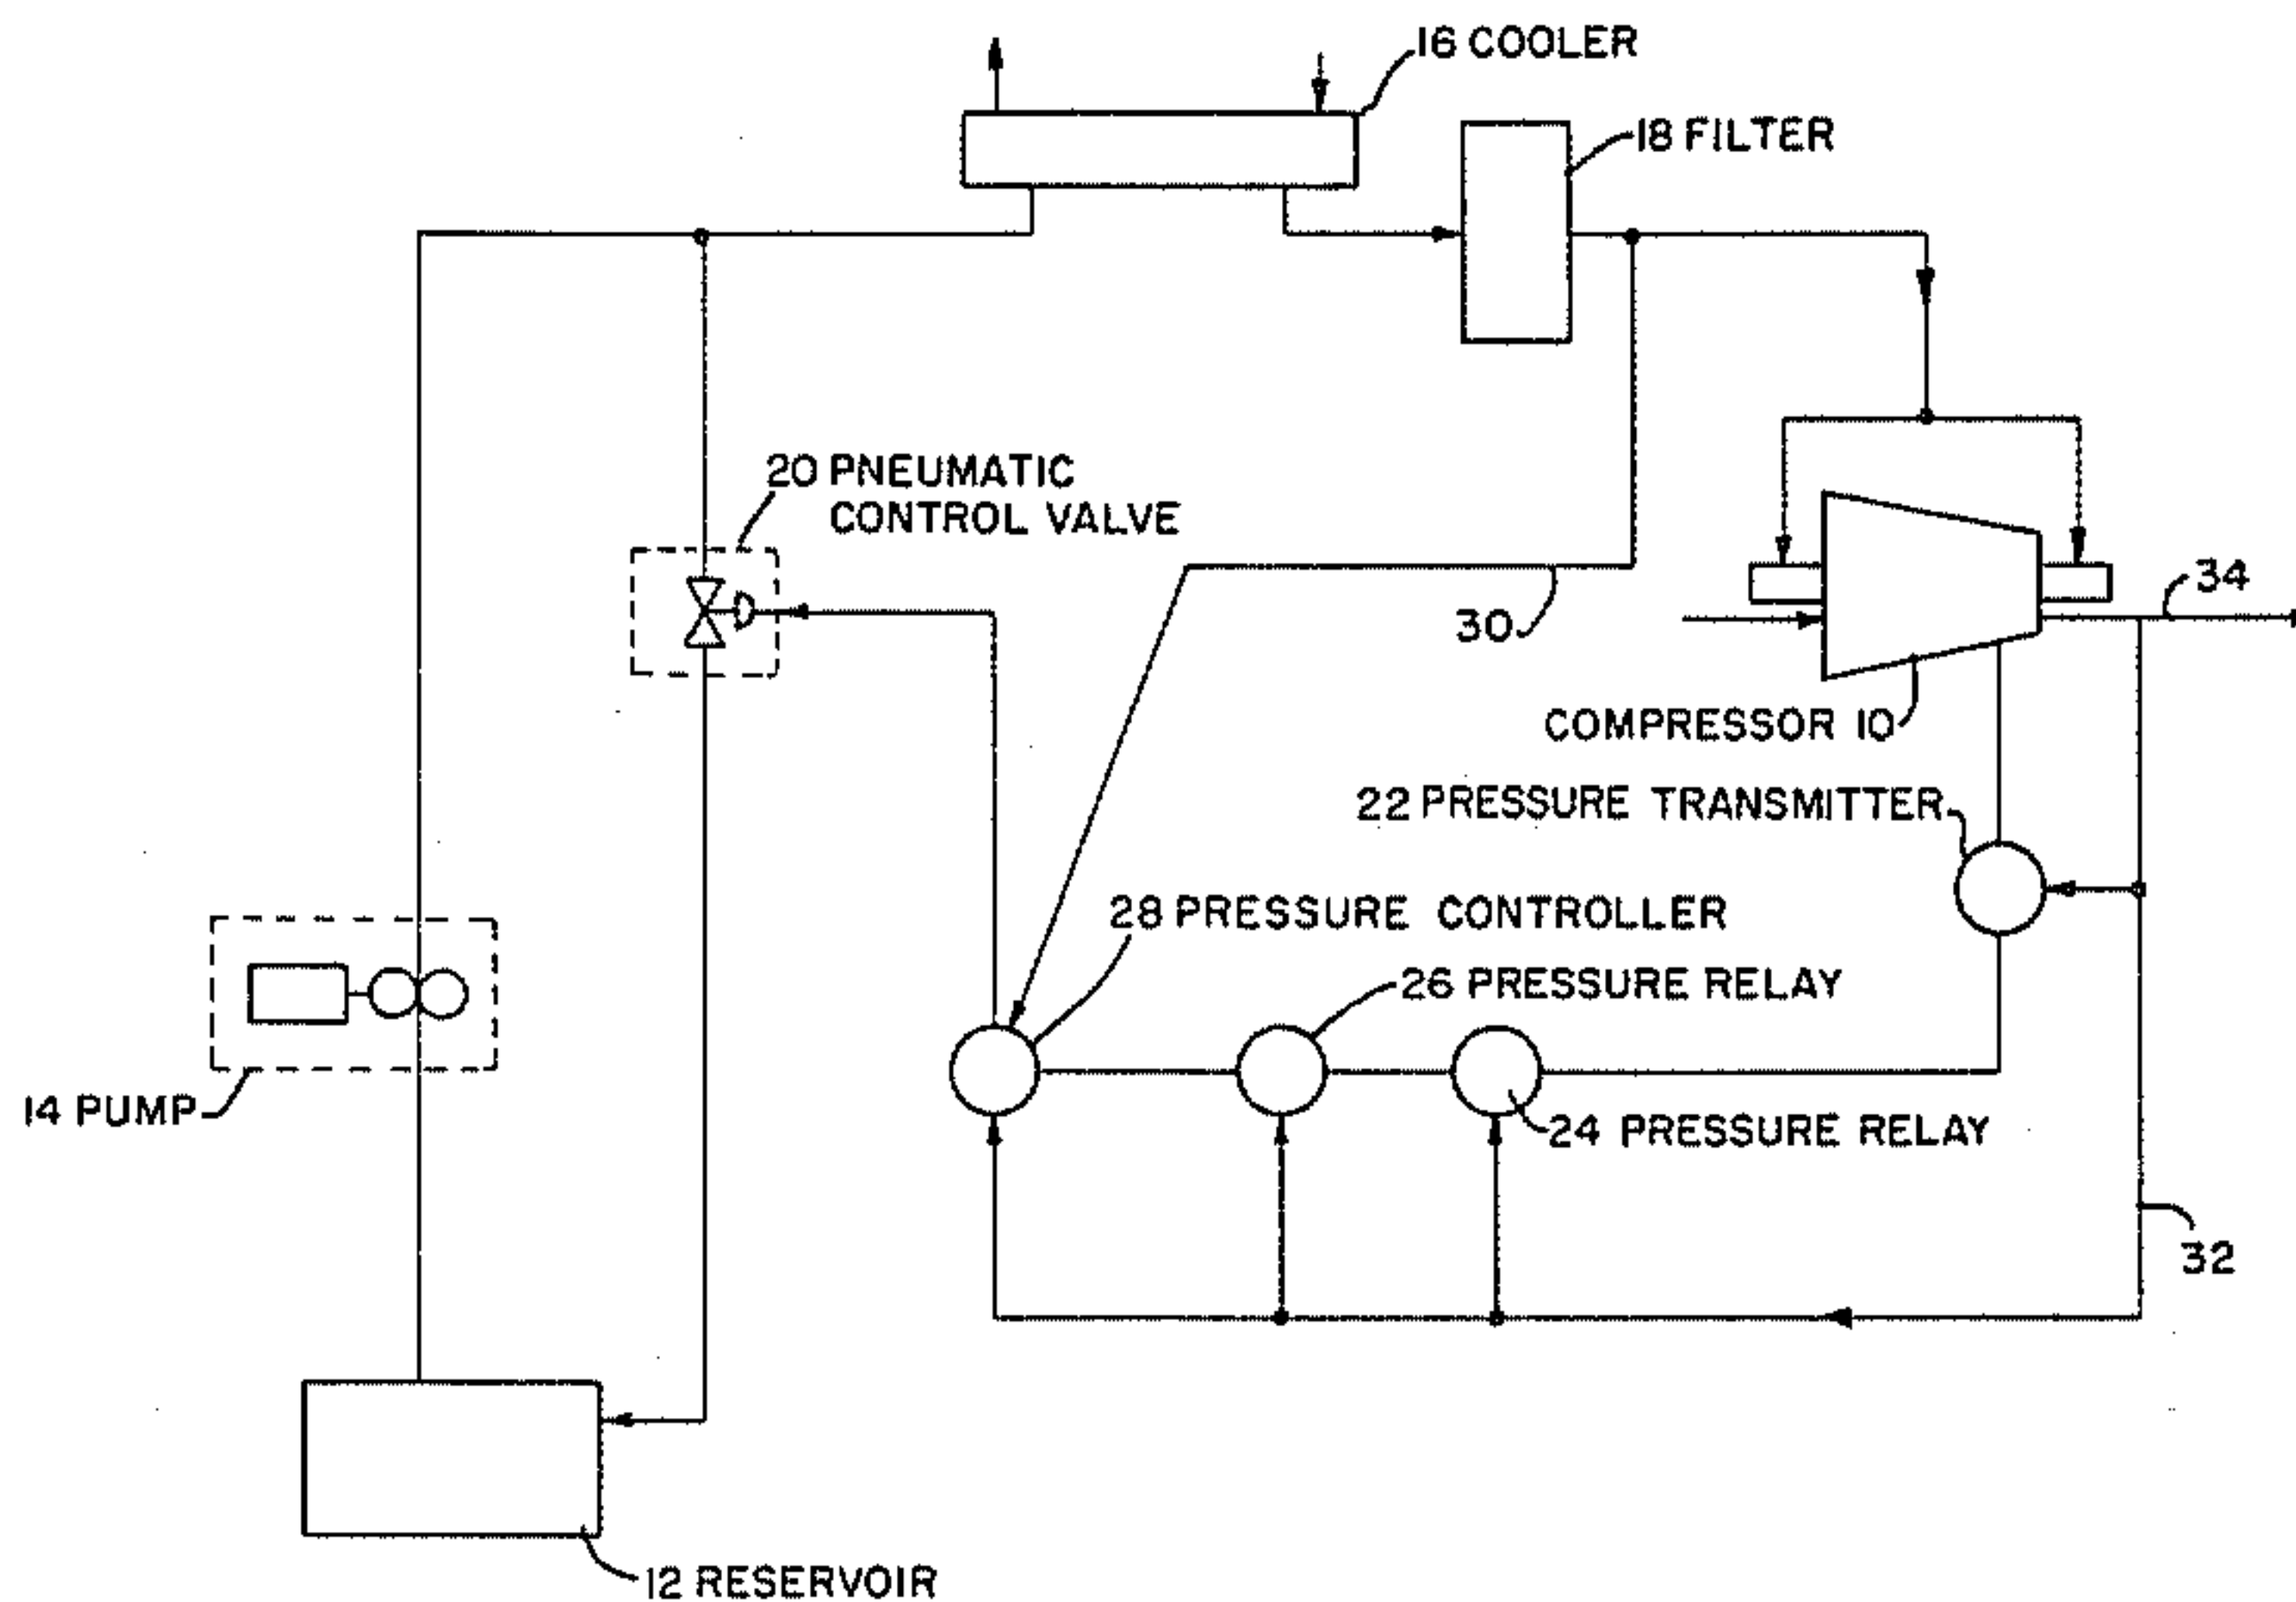 16 COOLER
18 FILTER
20 PNEUMATIC
CONTROL VALVE
34
30
COMPRESSOR 10
22 PRESSURE TRANSMITTER
28 PRESSURE CONTROLLER
26 PRESSURE RELAY
14 PUMP
24 PRESSURE RELAY
32
12 RESERVOIR